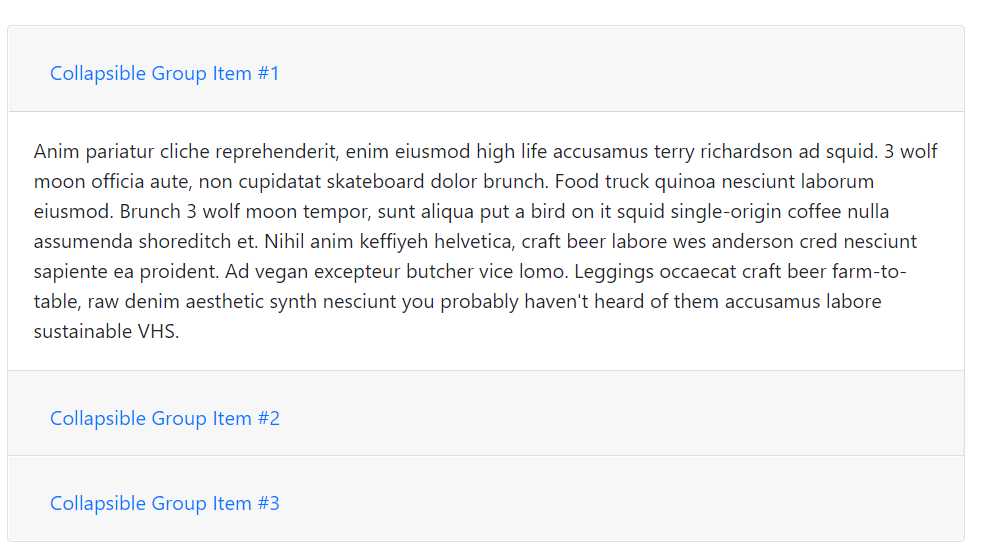 Collapsible Group Item #1
Anim pariatur cliche reprehenderit, enim eiusmod high life accusamus terry richardson ad squid. 3 wolf
moon officia aute, non cupidatat skateboard dolor brunch. Food truck quinoa nesciunt laborum
eiusmod. Brunch 3 wolf moon tempor, sunt aliqua put a bird on it squid single-origin coffee nulla
assumenda shoreditch et. Nihil anim keffiyeh helvetica, craft beer labore wes anderson cred nesciunt
sapiente ea proident. Ad vegan excepteur butcher vice lomo. Leggings occaecat craft beer farm-to-
table, raw denim aesthetic synth nesciunt you probably haven't heard of them accusamus labore
sustainable VHS.
Collapsible Group Item #2
Collapsible Group Item #3